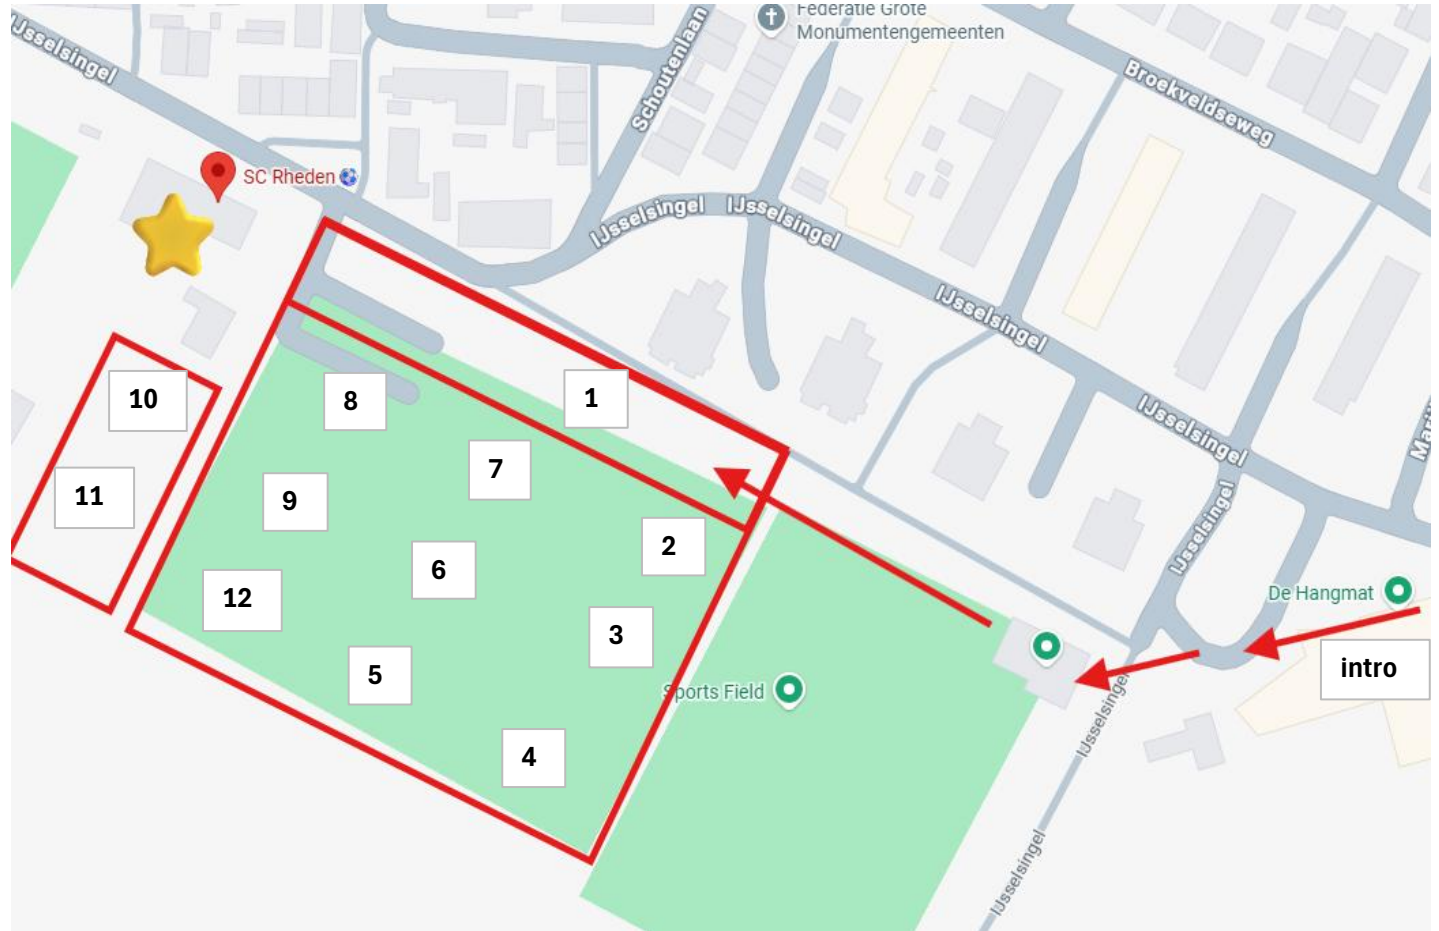 Federatie Grote
Monumentengemeenten
IJsselsingel
Schoutenlaan
Broekveldseweg
SC Rheden
IJsselsingel
IJsselsingel
IJsselsingel
IJsselsingel
10
8
1
11
7
9
2
IJsselsingel
6
De Hangmat
12
3
intro
5
Sports Field
IJsselsingel
4
IJsselsingel